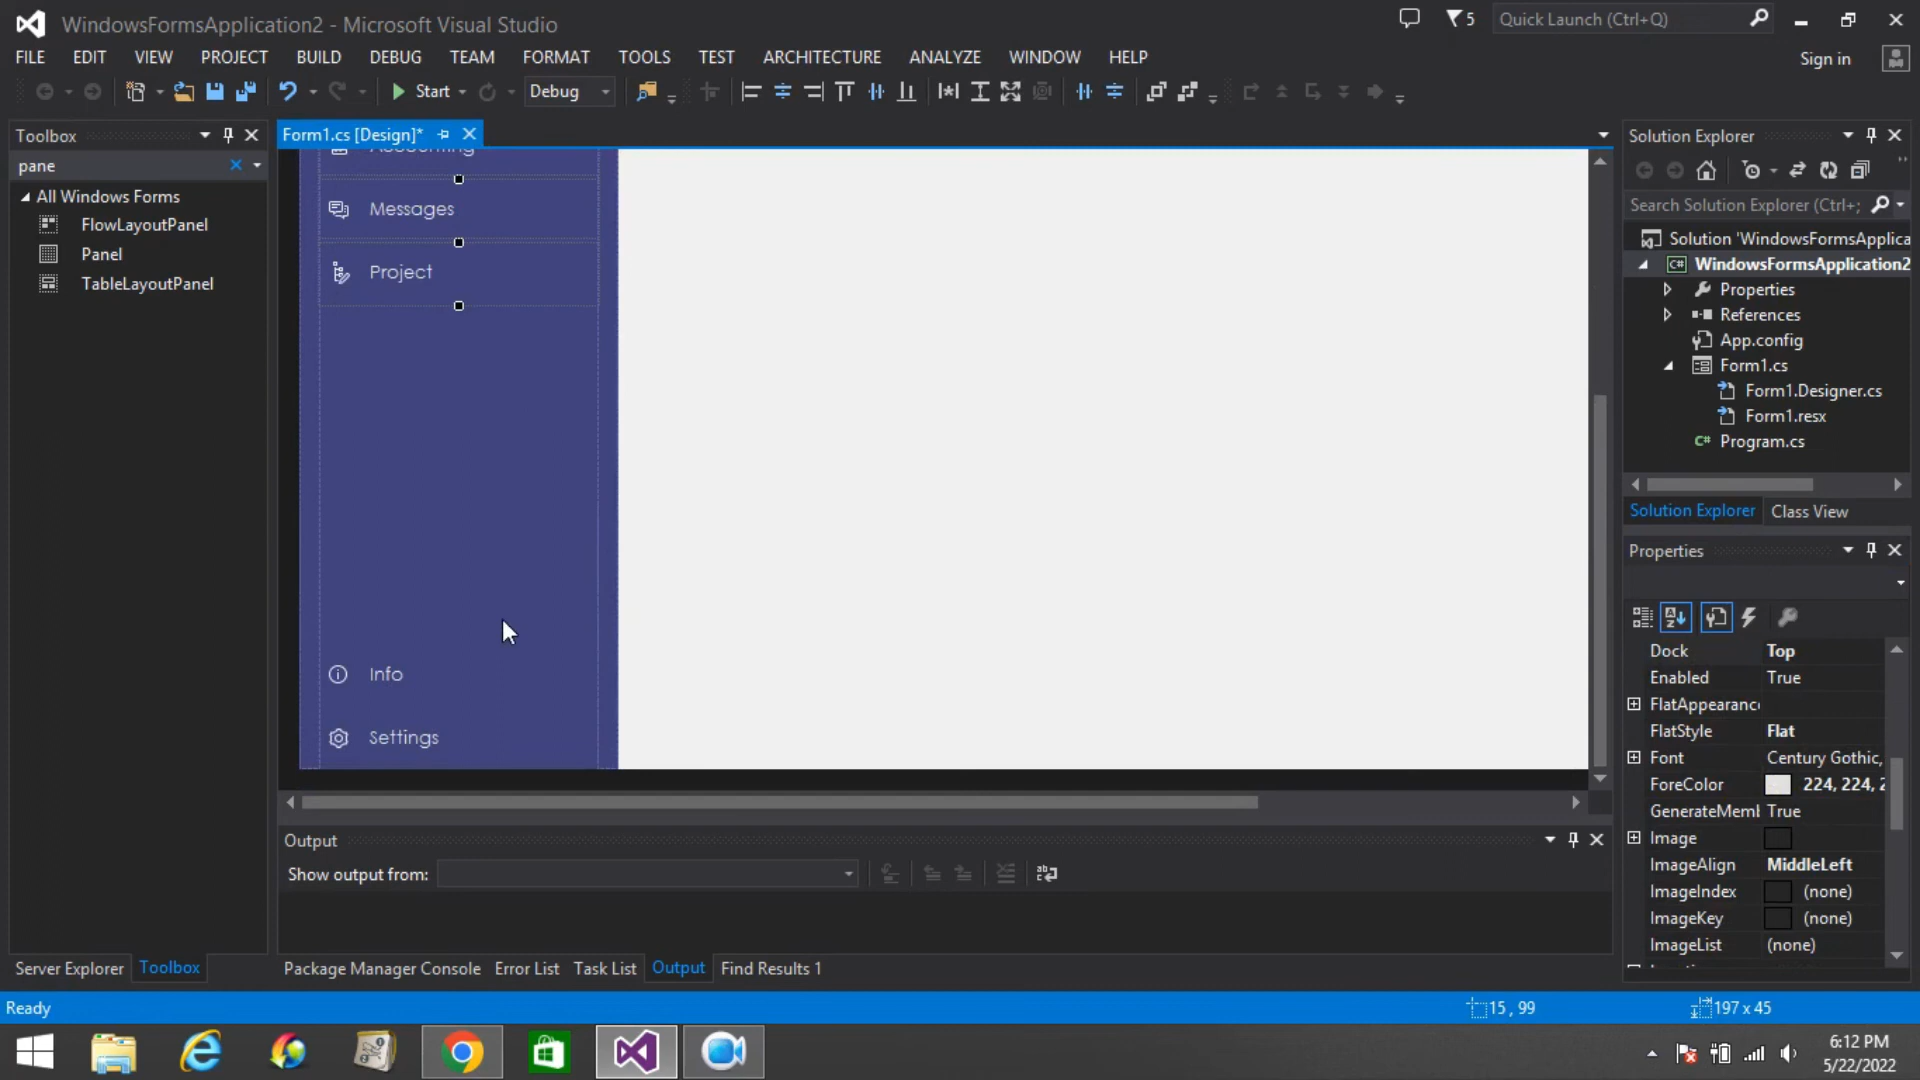 WindowsFormsApplication2 - Microsoft Visual Studio
5
Quick Launch (Ctrl+Q)
FILE EDIT VIEW PROJECT BUILD DEBUG TEAM FORMAT TOOLS TEST ARCHITECTURE ANALYZE WINDOW HELP
Sign in
Start
Debug
Toolbox
pane
All Windows Forms
FlowLayoutPanel
Panel
TableLayoutPanel
Form1.cs [Design]*
Accounting
Messages
Project
Info
Settings
Output
Show output from:
Server Explorer
Toolbox
Package Manager Console
Error List
Task List
Output
Find Results 1
Solution Explorer
Search Solution Explorer (Ctrl+;
Solution 'WindowsFormsApplica
WindowsFormsApplication2
Properties
References
App.config
Form1.cs
Form1.Designer.cs
Form1.resx
Program.cs
Solution Explorer
Class View
Properties
Dock Top
Enabled True
FlatAppearance
FlatStyle Flat
Font Century Gothic,
ForeColor 224, 224, 2
GenerateMemb True
Image
ImageAlign MiddleLeft
ImageIndex (none)
ImageKey (none)
ImageList (none)
Ready
15 , 99
197 x 45
6:12 PM
5/22/2022